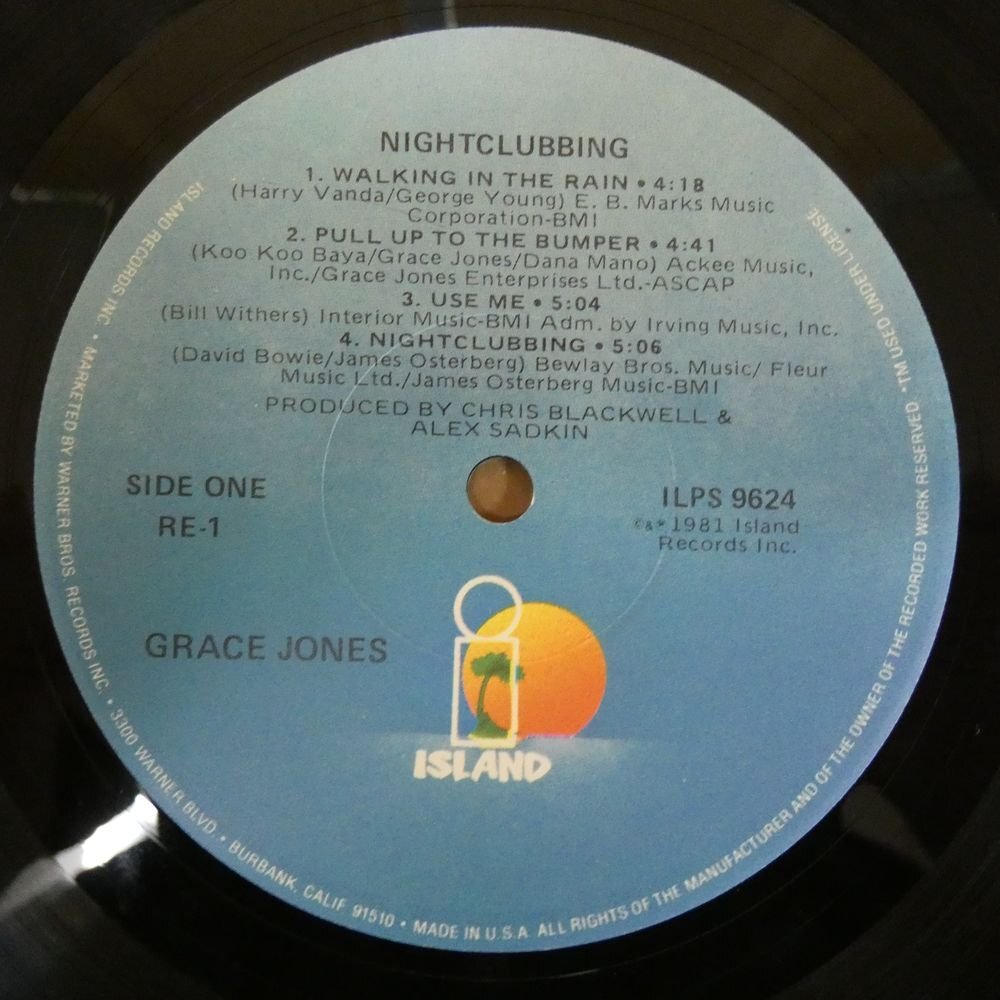 NIGHTCLUBBING
1. WALKING IN THE RAIN • 4:18
(Harry Vanda/George Young) E. B. Marks Music
Corporation-BMI
2. PULL UP TO THE BUMPER • 4:41
(Koo Koo Baya/Grace Jones/Dana Mano) Ackee Music,
Inc./Grace Jones Enterprises Ltd.-ASCAP
3. USE ME • 5:04
(Bill Withers) Interior Music-BMI Adm. by Irving Music, Inc.
4. NIGHTCLUBBING • 5:06
(David Bowie/James Osterberg) Bewlay Bros. Music/ Fleur
Music Ltd./James Osterberg Music-BMI
PRODUCED BY CHRIS BLACKWELL &
ALEX SADKIN
SIDE ONE
RE-1
ILPS 9624
1981 Island
Records Inc.
GRACE JONES
ISLAND
ISLAND RECORDS INC. • MARKETED BY WARNER BROS. RECORDS INC. • 3300 WARNER BLVD. • BURBANK, CALIF 91510 • MADE IN U.S.A. ALL RIGHTS OF THE MANUFACTURER AND OF THE OWNER OF THE RECORDED WORK RESERVED. • TM USED UNDER LICENSE